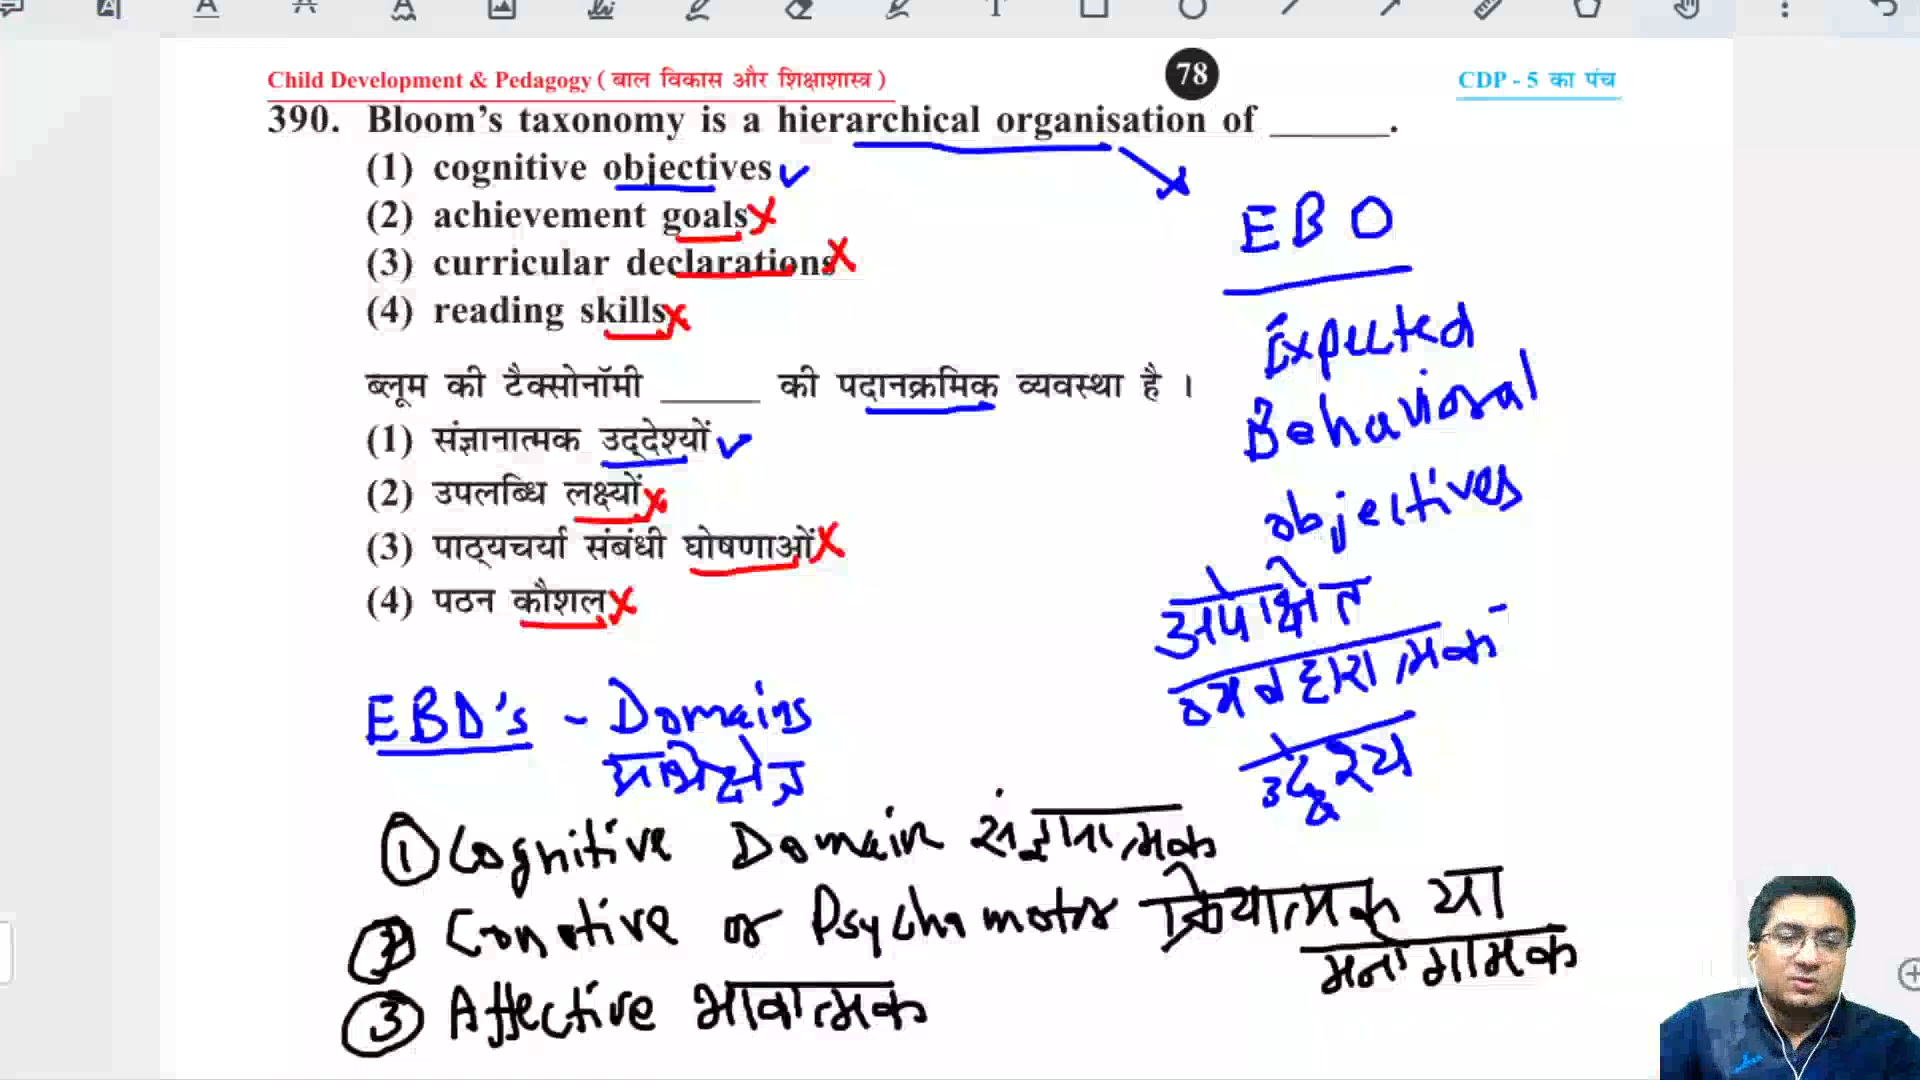 Child Development & Pedagogy ( बाल विकास और शिक्षाशास्त्र )
78
CDP - 5 का पंच
390. Bloom's taxonomy is a hierarchical organisation of ______.
(1) cognitive objectives
(2) achievement goals
(3) curricular declarations
(4) reading skills
ब्लूम की टैक्सोनॉमी _____ की पदानक्रमिक व्यवस्था है ।
(1) संज्ञानात्मक उद्देश्यों
(2) उपलब्धि लक्ष्यों
(3) पाठ्यचर्या संबंधी घोषणाओं
(4) पठन कौशल
EBO
Expected
Behavioral
objectives
अपेक्षित
व्यवहारात्मक
उद्देश्य
EBO's - Domains
① Cognitive Domain संज्ञानात्मक
② Conative or Psychomotor क्रियात्मक या
मनोगामक
③ Affective भावात्मक